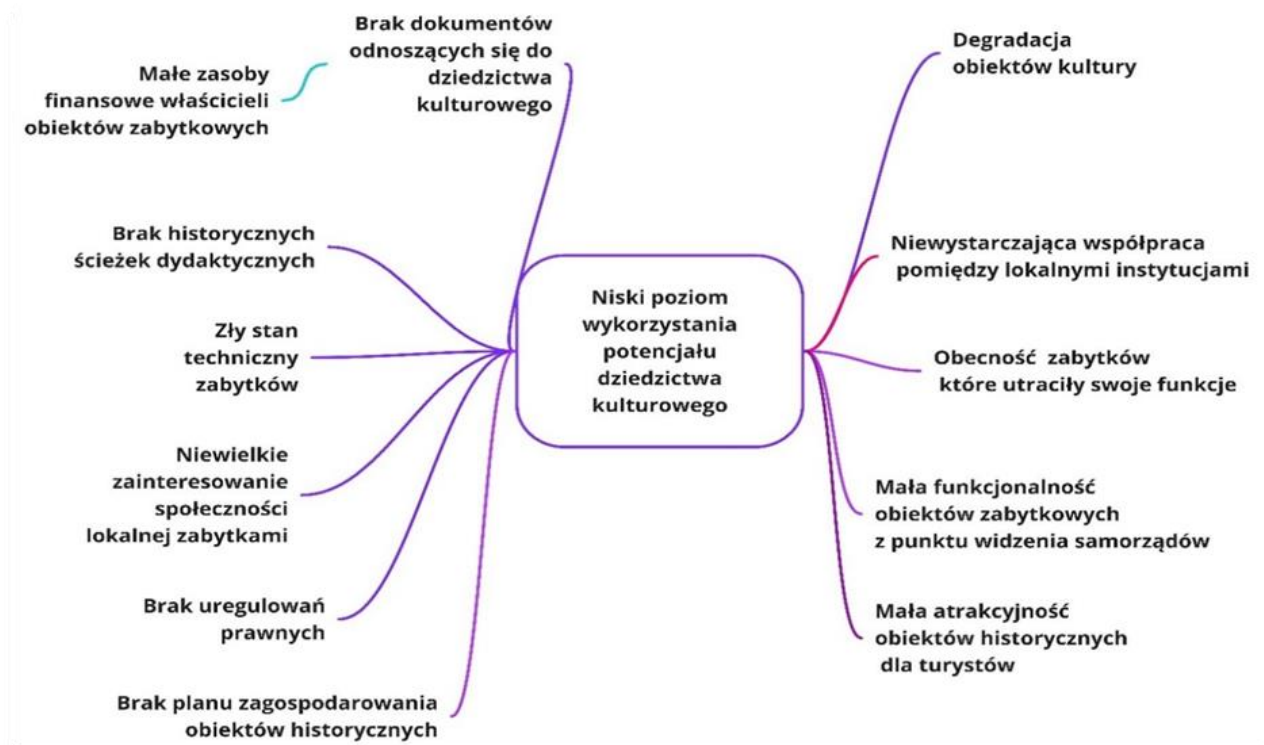 Brak dokumentów
odnoszących się do
dziedzictwa
kulturowego
Małe zasoby
finansowe właścicieli
obiektów zabytkowych
Brak historycznych
ścieżek dydaktycznych
Zły stan
techniczny
zabytków
Niewielkie
zainteresowanie
społeczności
lokalnej zabytkami
Brak uregulowań
prawnych
Brak planu zagospodarowania
obiektów historycznych
Niski poziom
wykorzystania
potencjału
dziedzictwa
kulturowego
Degradacja
obiektów kultury
Niewystarczająca współpraca
pomiędzy lokalnymi instytucjami
Obecność zabytków
które utraciły swoje funkcje
Mała funkcjonalność
obiektów zabytkowych
z punktu widzenia samorządów
Mała atrakcyjność
obiektów historycznych
dla turystów